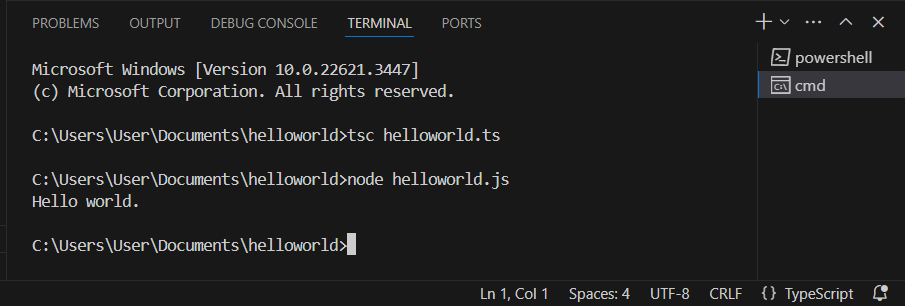 PROBLEMS OUTPUT DEBUG CONSOLE TERMINAL PORTS
Microsoft Windows [Version 10.0.22621.3447]
(c) Microsoft Corporation. All rights reserved.
C:\Users\User\Documents\helloworld>tsc helloworld.ts
C:\Users\User\Documents\helloworld>node helloworld.js
Hello world.
C:\Users\User\Documents\helloworld>
powershell
cmd
Ln 1, Col 1 Spaces: 4 UTF-8 CRLF {} TypeScript